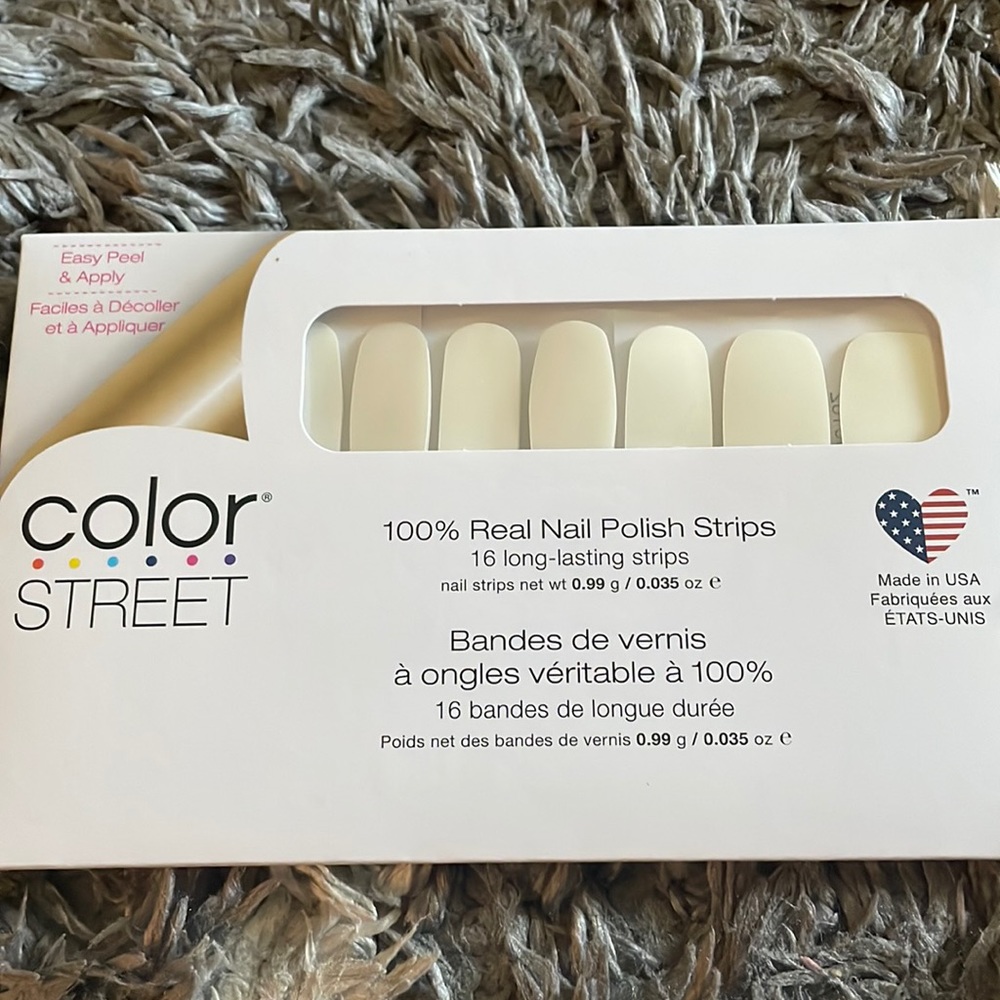 Easy Peel
& Apply
Faciles à Décoller
et à Appliquer
color®
STREET
100% Real Nail Polish Strips
16 long-lasting strips
nail strips net wt 0.99 g / 0.035 oz ℮
Bandes de vernis
à ongles véritable à 100%
16 bandes de longue durée
Poids net des bandes de vernis 0.99 g / 0.035 oz ℮
™
Made in USA
Fabriquées aux
ÉTATS-UNIS